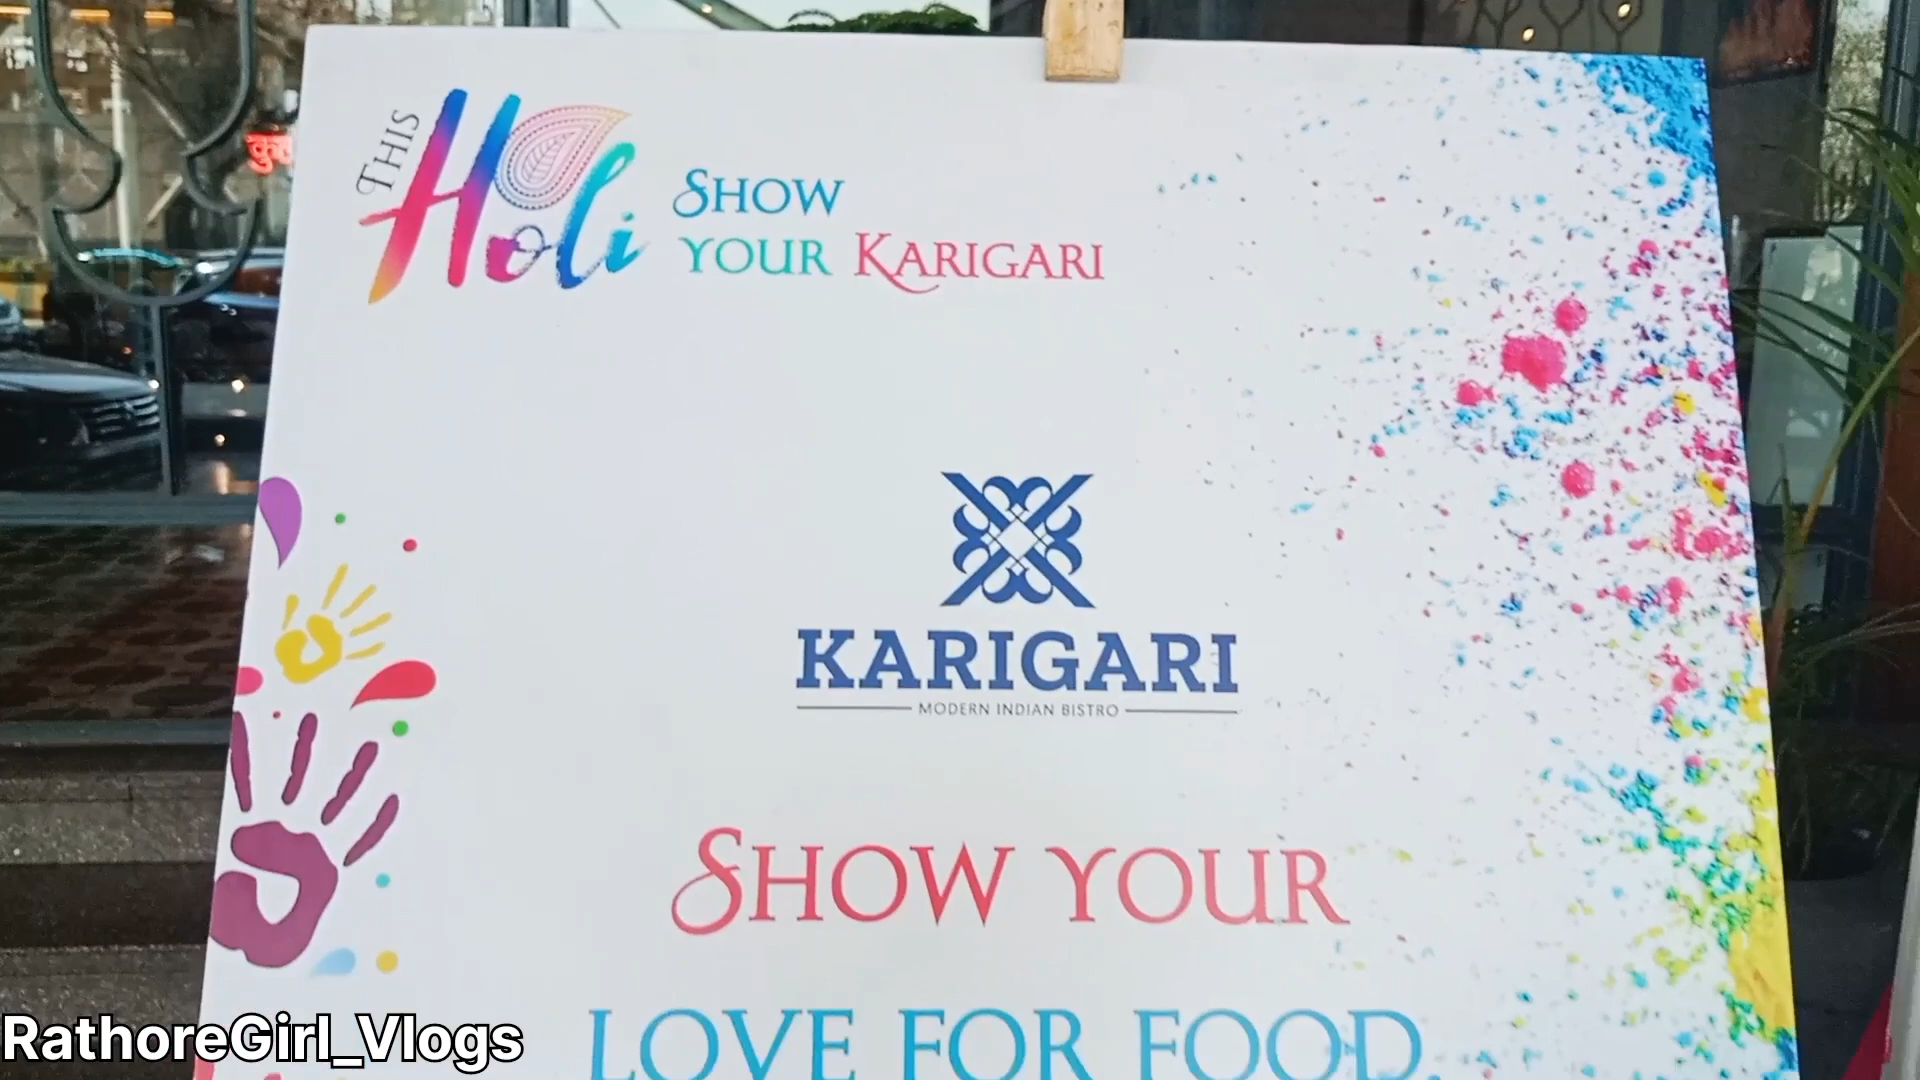 THIS
Holi
SHOW
YOUR KARIGARI
KARIGARI
MODERN INDIAN BISTRO
SHOW YOUR
LOVE FOR FOOD.
RathoreGirl_Vlogs